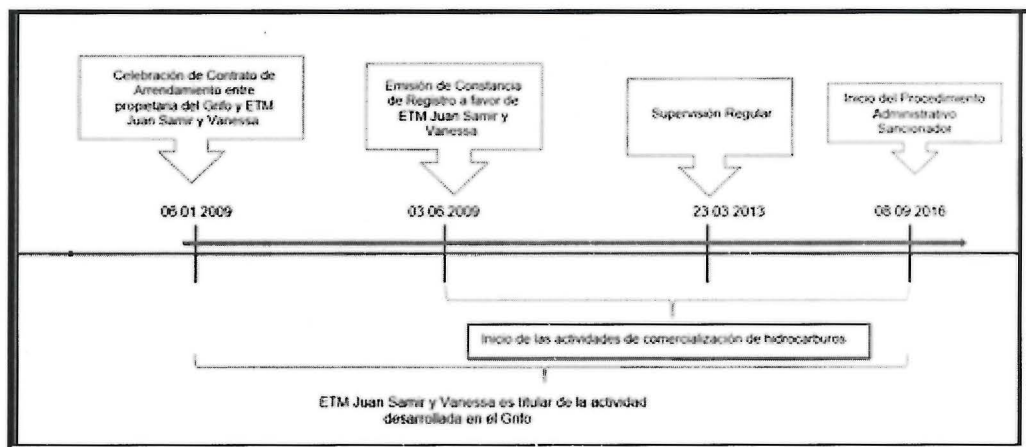 Celebración de Contrato de
Arrendamiento entre
propietaria del Grifo y ETM
Juan Samir y Vanessa
Emisión de Constancia
de Registro a favor de
ETM Juan Samir y
Vanessa
Supervisión Regular
Inicio del Procedimiento
Administrativo
Sancionador
06.01.2009
03.06.2009
23.03.2013
08.09.2016
Inicio de las actividades de comercialización de hidrocarburos.
ETM Juan Samir y Vanessa es titular de la actividad
desarrollada en el Grifo